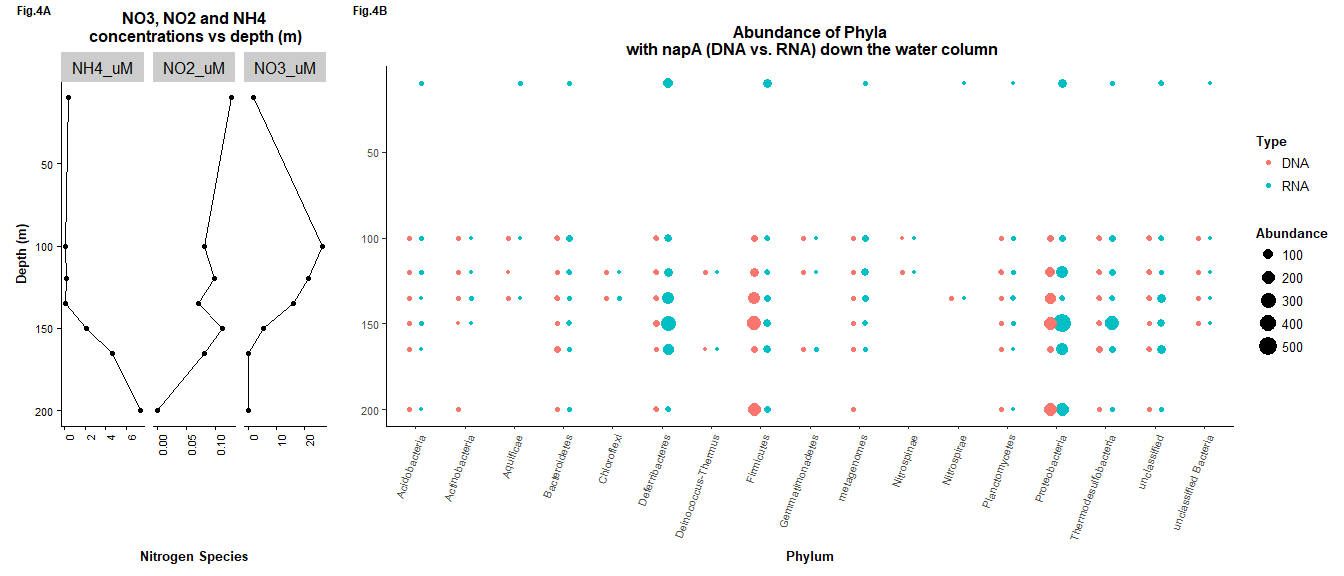 Fig.4A
NO3, NO2 and NH4
concentrations vs depth (m)
NH4_uM NO2_uM NO3_uM
50
100
150
200
Depth (m)
0 2 4 6
0.00 0.05 0.10
0 10 20
Nitrogen Species
Fig.4B
Abundance of Phyla
with napA (DNA vs. RNA) down the water column
50
100
150
200
Acidobacteria
Actinobacteria
Aquificae
Bacteroidetes
Chloroflexi
Deferribacteres
Deinococcus-Thermus
Firmicutes
Gemmatimonadetes
metagenomes
Nitrospinae
Nitrospirae
Planctomycetes
Proteobacteria
Thermodesulfobacteria
unclassified
unclassified Bacteria
Phylum
Type
DNA
RNA
Abundance
100
200
300
400
500